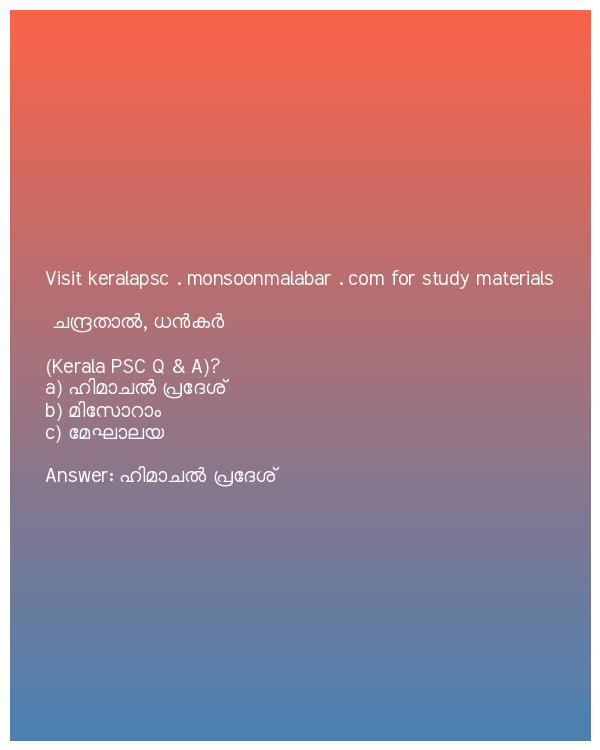 Visit keralapsc . monsoonmalabar . com for study materials
ചന്ദ്രതാൽ, ധൻകർ
(Kerala PSC Q & A)?
a) ഹിമാചൽ പ്രദേശ്
b) മിസോറാം
c) മേഘാലയ
Answer: ഹിമാചൽ പ്രദേശ്